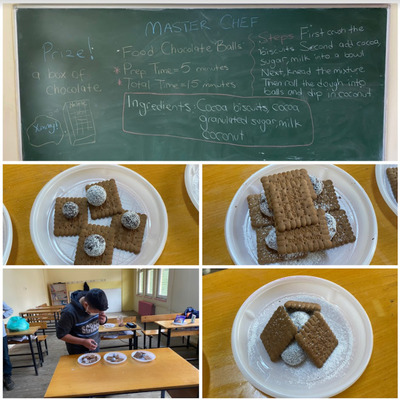 MASTER CHEF
Prize!
a box of
chocolate
Yummy!
Food Chocolate Balls
* Prep Time = 5 minutes
* Total Time = 15 minutes
Ingredients: Cocoa biscuits, cocoa
granulated sugar, milk
coconut
Steps First crush the
biscuits Second add cocoa,
sugar, milk into a bowl
Next, knead the mixture
Then roll the dough into
balls and dip in coconut